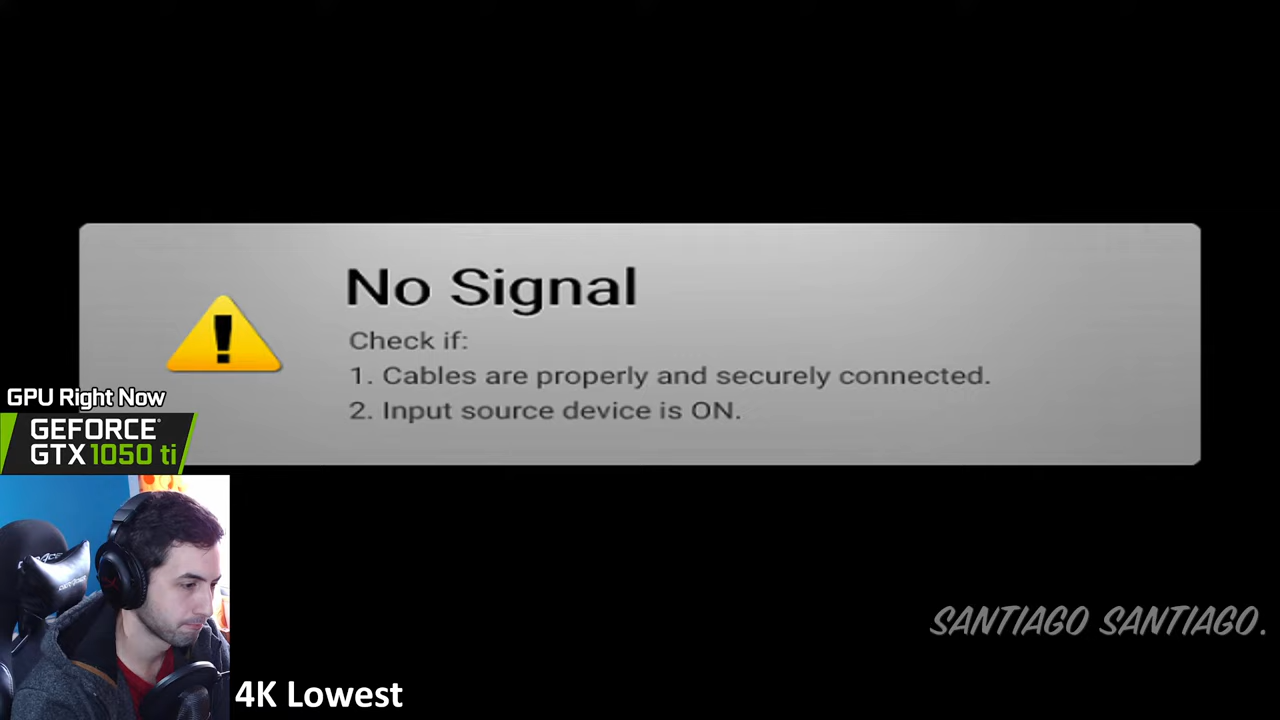 No Signal
Check if:
1. Cables are properly and securely connected.
2. Input source device is ON.
GPU Right Now
GEFORCE
GTX 1050 ti
SANTIAGO SANTIAGO.
4K Lowest